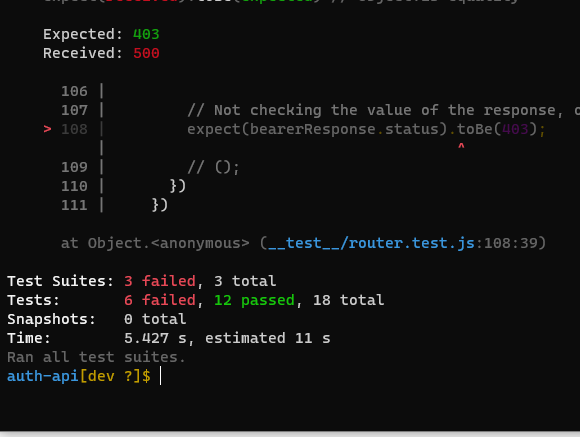 expect(received).toBe(expected) // Object.is equality
Expected: 403
Received: 500
106 |
107 | // Not checking the value of the response,
> 108 | expect(bearerResponse.status).toBe(403);
| ^
109 | // ();
110 | })
111 | })
at Object.<anonymous> (__test__/router.test.js:108:39)
Test Suites: 3 failed, 3 total
Tests: 6 failed, 12 passed, 18 total
Snapshots: 0 total
Time: 5.427 s, estimated 11 s
Ran all test suites.
auth-api[dev ?]$